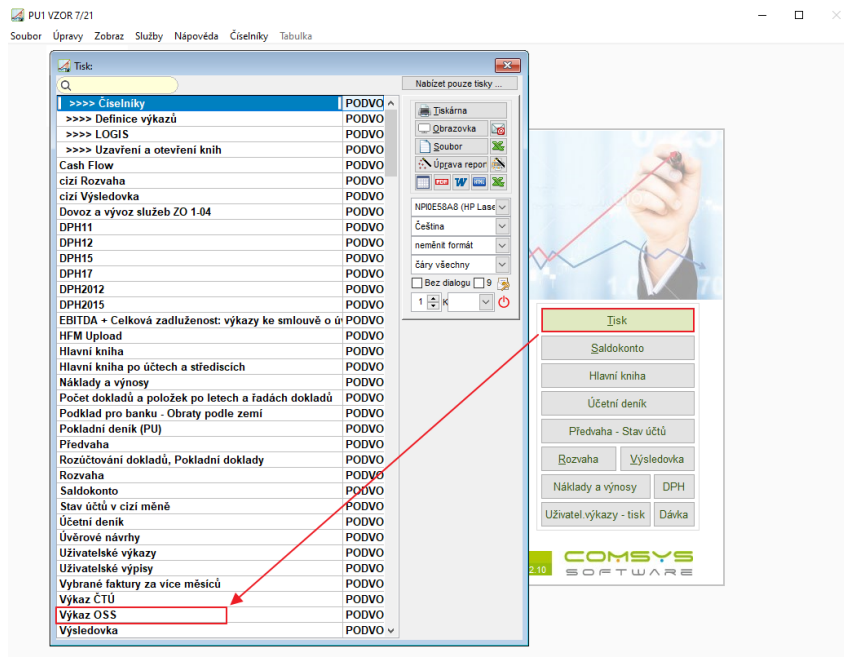 PU1 VZOR 7/21
Soubor Úpravy Zobraz Služby Nápověda Číselníky Tabulka
Tisk:
Nabízet pouze tisky ...
>>>> Číselníky PODVO
>>>> Definice výkazů PODVO
>>>> LOGIS PODVO
>>>> Uzavření a otevření knih PODVO
Cash Flow PODVO
cizí Rozvaha PODVO
cizí Výsledovka PODVO
Dovoz a vývoz služeb ZO 1-04 PODVO
DPH11 PODVO
DPH12 PODVO
DPH15 PODVO
DPH17 PODVO
DPH2012 PODVO
DPH2015 PODVO
EBITDA + Celková zadluženost: výkazy ke smlouvě o úv PODVO
HFM Upload PODVO
Hlavní kniha PODVO
Hlavní kniha po účtech a střediscích PODVO
Náklady a výnosy PODVO
Počet dokladů a položek po letech a řadách dokladů PODVO
Podklad pro banku - Obraty podle zemí PODVO
Pokladní deník (PU) PODVO
Předvaha PODVO
Rozúčtování dokladů, Pokladní doklady PODVO
Rozvaha PODVO
Saldokonto PODVO
Stav účtů v cizí měně PODVO
Účetní deník PODVO
Úvěrové návrhy PODVO
Uživatelské výkazy PODVO
Uživatelské výpisy PODVO
Vybrané faktury za více měsíců PODVO
Výkaz ČTÚ PODVO
Výkaz OSS PODVO
Výsledovka PODVO
Tiskárna
Obrazovka
Soubor
Úprava repor
PDF W
NPI0E58A8 (HP Lase
Čeština
neměnit formát
čáry všechny
Bez dialogu 9
1 K
Tisk
Saldokonto
Hlavní kniha
Účetní deník
Předvaha - Stav účtů
Rozvaha Výsledovka
Náklady a výnosy DPH
Uživatel.výkazy - tisk Dávka
2.10 COMSYS
SOFTWARE